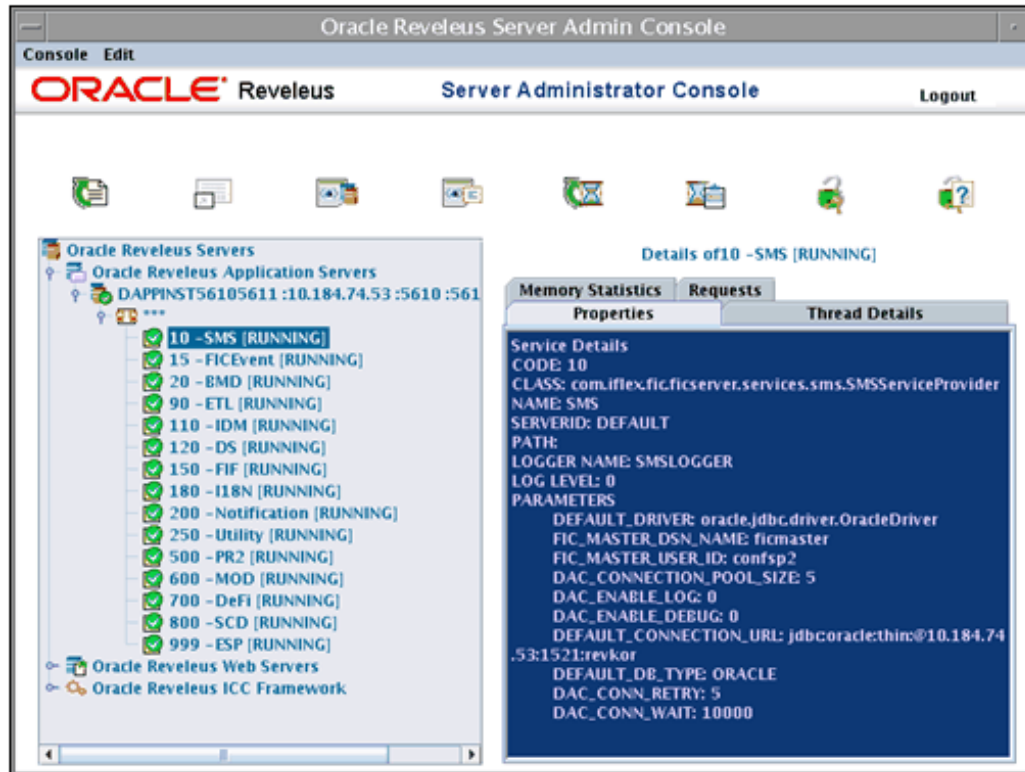 Oracle Reveleus Server Admin Console
Console Edit
ORACLE Reveleus Server Administrator Console Logout
Oracle Reveleus Servers
Oracle Reveleus Application Servers
DAPPINST56105611 :10.184.74.53 :5610 :561
***
10 -SMS [RUNNING]
15 -FICEvent [RUNNING]
20 -BMD [RUNNING]
90 -ETL [RUNNING]
110 -IDM [RUNNING]
120 -DS [RUNNING]
150 -FIF [RUNNING]
180 -I18N [RUNNING]
200 -Notification [RUNNING]
250 -Utility [RUNNING]
500 -PR2 [RUNNING]
600 -MOD [RUNNING]
700 -DeFi [RUNNING]
800 -SCD [RUNNING]
999 -ESP [RUNNING]
Oracle Reveleus Web Servers
Oracle Reveleus ICC Framework
Details of10 -SMS [RUNNING]
Memory Statistics Requests
Properties Thread Details
Service Details
CODE: 10
CLASS: com.iflex.fic.ficserver.services.sms.SMSServiceProvider
NAME: SMS
SERVERID: DEFAULT
PATH:
LOGGER NAME: SMSLOGGER
LOG LEVEL: 0
PARAMETERS
DEFAULT_DRIVER: oracle.jdbc.driver.OracleDriver
FIC_MASTER_DSN_NAME: ficmaster
FIC_MASTER_USER_ID: confsp2
DAC_CONNECTION_POOL_SIZE: 5
DAC_ENABLE_LOG: 0
DAC_ENABLE_DEBUG: 0
DEFAULT_CONNECTION_URL: jdbc:oracle:thin:@10.184.74
.53:1521:revkor
DEFAULT_DB_TYPE: ORACLE
DAC_CONN_RETRY: 5
DAC_CONN_WAIT: 10000